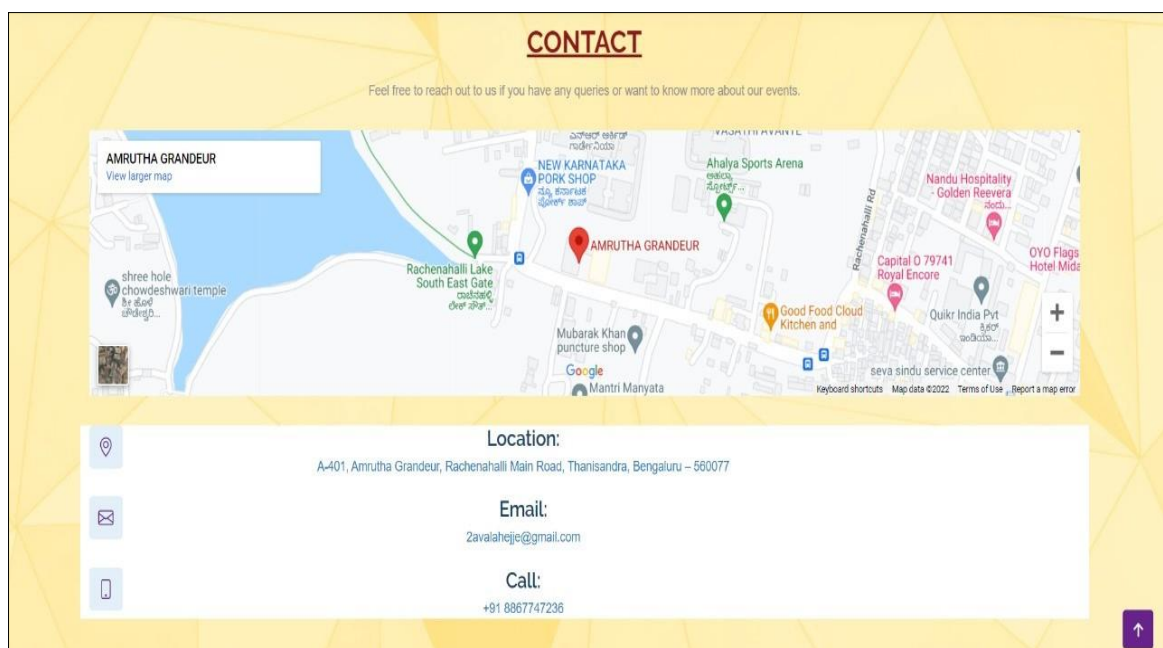 CONTACT
Feel free to reach out to us if you have any queries or want to know more about our events.
AMRUTHA GRANDEUR
View larger map
NEW KARNATAKA
PORK SHOP
Ahalya Sports Arena
Nandu Hospitality
- Golden Reevera
ನಂದು...
Rachenahalli Rd
AMRUTHA GRANDEUR
Rachenahalli Lake
South East Gate
shree hole
chowdeshwari temple
Capital O 79741
Royal Encore
OYO Flags
Hotel Mida
Quikr India Pvt
Good Food Cloud
Kitchen and
Mubarak Khan
puncture shop
seva sindu service center
Google
Mantri Manyata
Keyboard shortcuts Map data ©2022 Terms of Use Report a map error
Location:
A-401, Amrutha Grandeur, Rachenahalli Main Road, Thanisandra, Bengaluru – 560077
Email:
2avalahejje@gmail.com
Call:
+91 8867747236